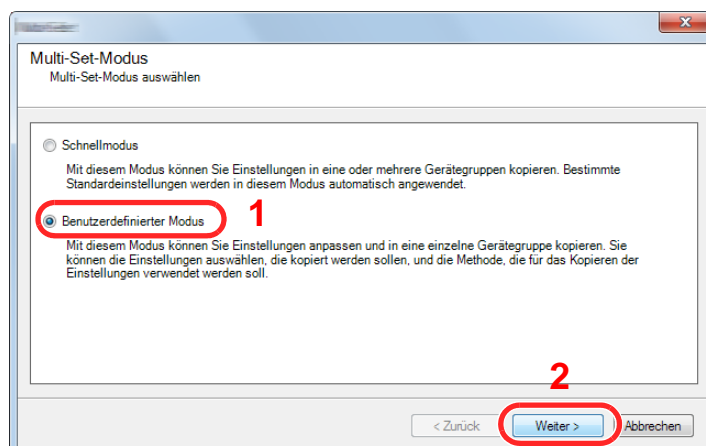 Multi-Set-Modus
Multi-Set-Modus auswählen
Schnellmodus
Mit diesem Modus können Sie Einstellungen in eine oder mehrere Gerätegruppen kopieren. Bestimmte
Standardeinstellungen werden in diesem Modus automatisch angewendet.
Benutzerdefinierter Modus 1
Mit diesem Modus können Sie Einstellungen anpassen und in eine einzelne Gerätegruppe kopieren. Sie
können die Einstellungen auswählen, die kopiert werden sollen, und die Methode, die für das Kopieren der
Einstellungen verwendet werden soll.
2
< Zurück Weiter > Abbrechen